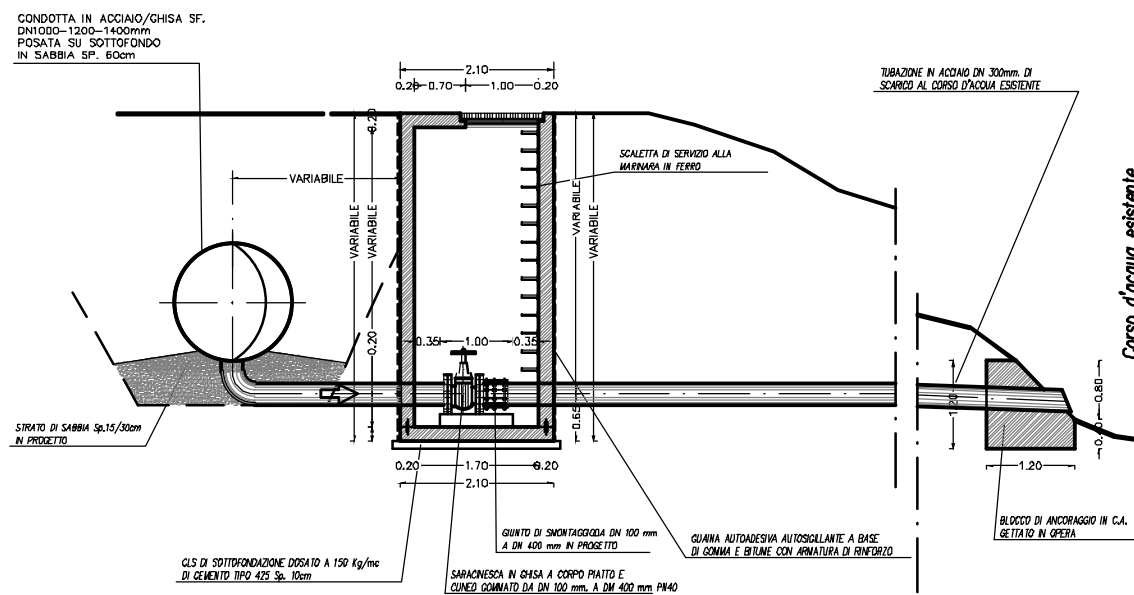 CONDOTTA IN ACCIAIO/GHISA SF.
DN1000-1200-1400mm
POSATA SU SOTTOFONDO
IN SABBIA SP. 60cm
2.10
0.20
0.70
1.00
0.20
TUBAZIONE IN ACCIAIO DN 300mm. DI
SCARICO AL CORSO D'ACQUA ESISTENTE
0.20
SCALETTA DI SERVIZIO ALLA
MARINARA IN FERRO
VARIABILE
VARIABILE
VARIABILE
VARIABILE
VARIABILE
Corso d'acqua esistente
0.20
0.35
1.00
0.35
0.65
1.20
0.80
STRATO DI SABBIA Sp.15/30cm
IN PROGETTO
0.20
1.70
0.20
2.10
1.20
GIUNTO DI SMONTAGGIODA DN 100 mm
A DN 400 mm IN PROGETTO
GUAINA AUTOADESIVA AUTOSIGILLANTE A BASE
DI GOMMA E BITUME CON ARMATURA DI RINFORZO
BLOCCO DI ANCORAGGIO IN C.A.
GETTATO IN OPERA
CLS DI SOTTOFONDAZIONE DOSATO A 150 Kg/mc
DI CEMENTO TIPO 425 Sp. 10cm
SARACINESCA IN GHISA A CORPO PIATTO E
CUNEO GOMMATO DA DN 100 mm. A DM 400 mm PN40